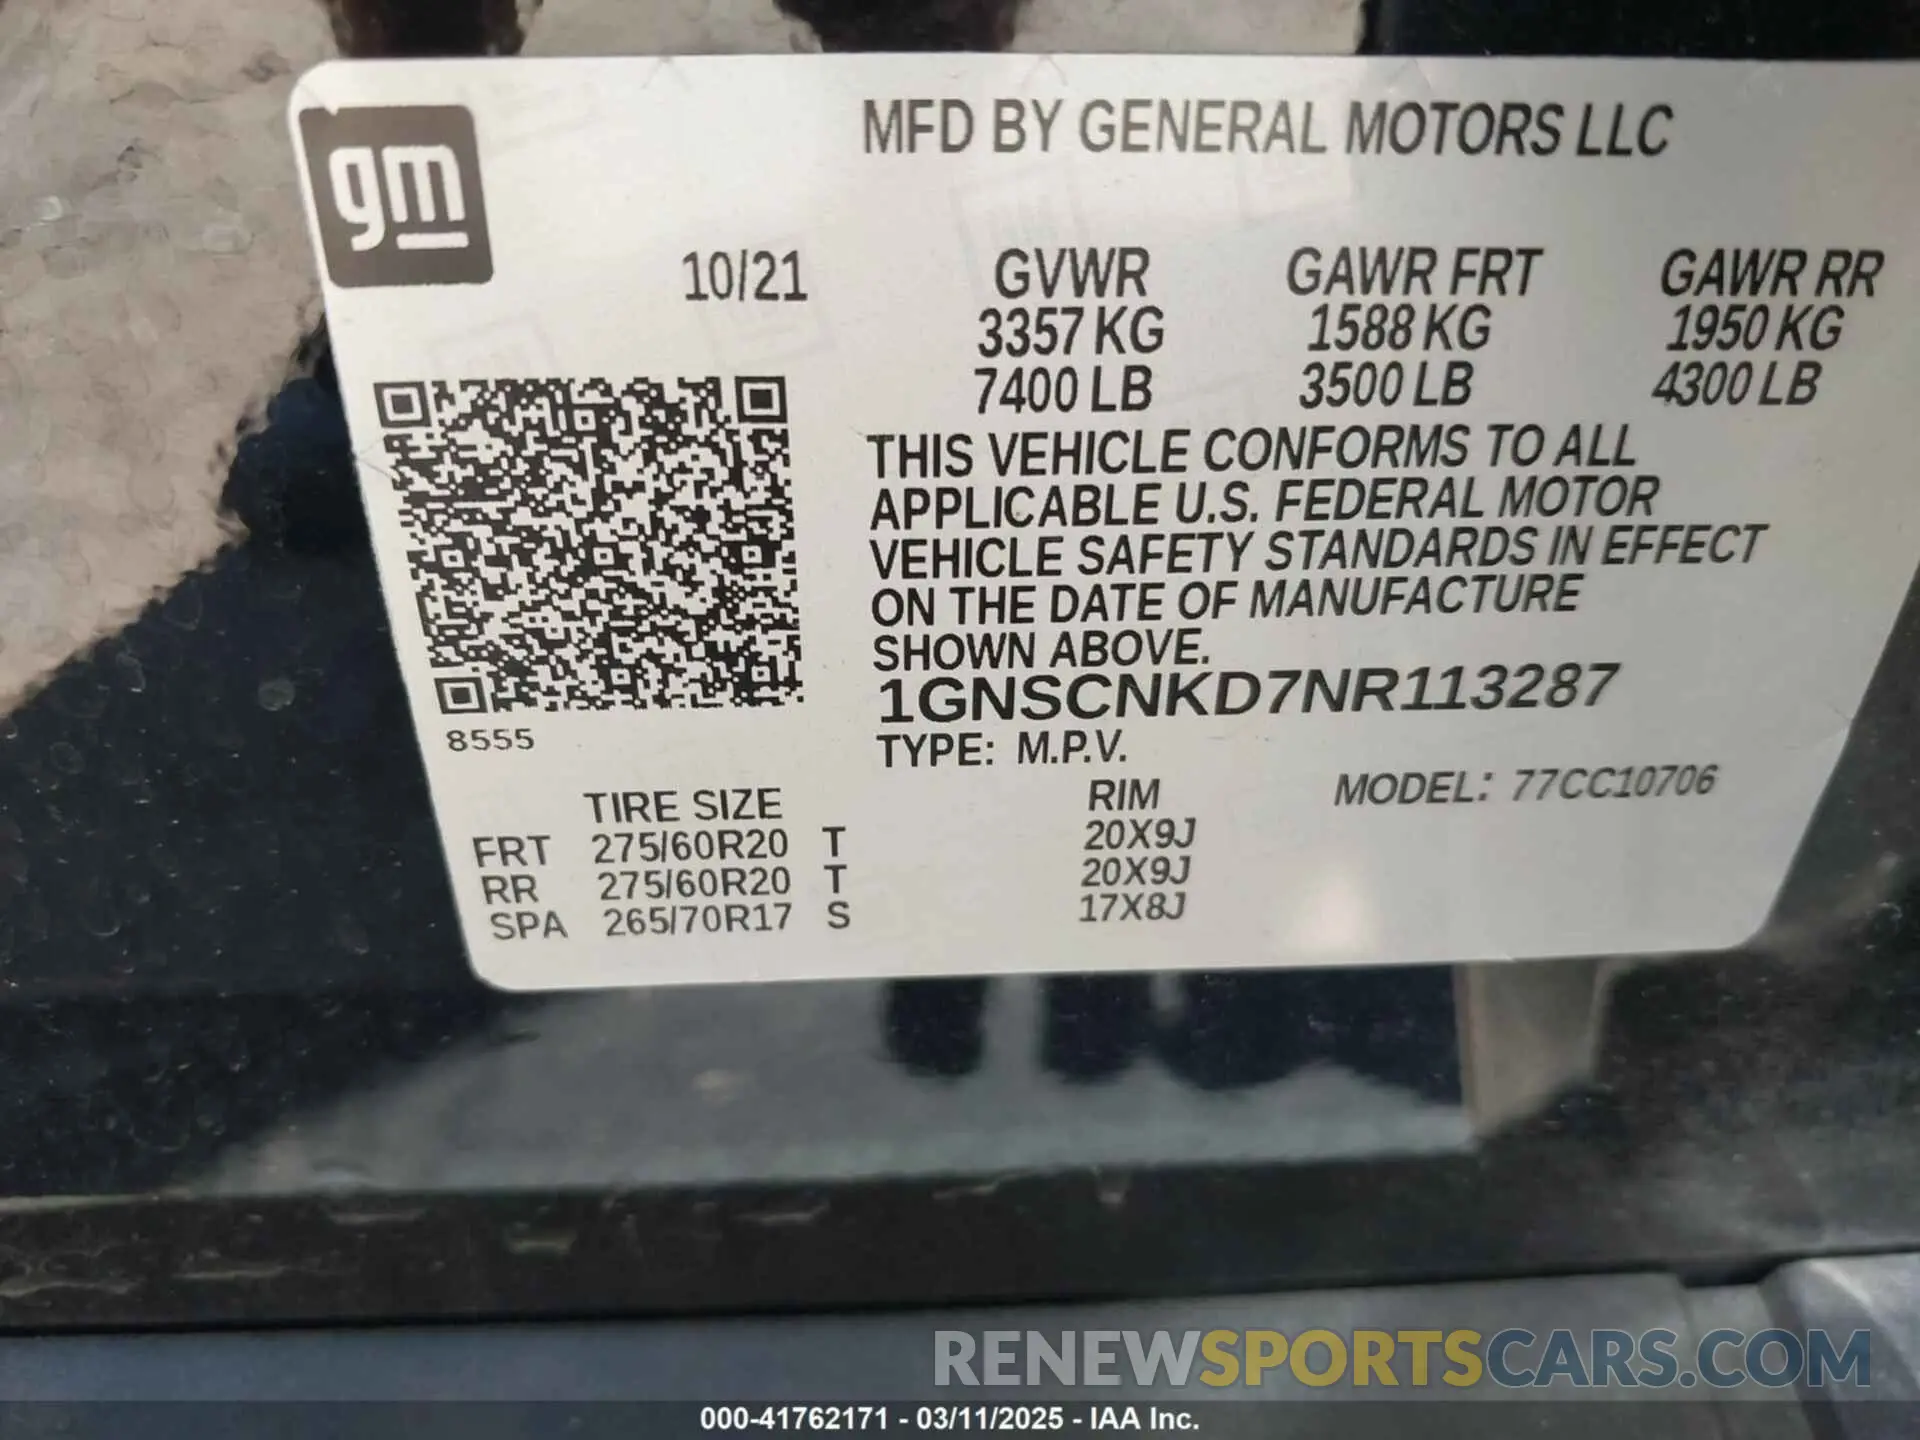 gm
MFD BY GENERAL MOTORS LLC
10/21 GVWR GAWR FRT GAWR RR
3357 KG 1588 KG 1950 KG
7400 LB 3500 LB 4300 LB
THIS VEHICLE CONFORMS TO ALL
APPLICABLE U.S. FEDERAL MOTOR
VEHICLE SAFETY STANDARDS IN EFFECT
ON THE DATE OF MANUFACTURE
SHOWN ABOVE.
1GNSCNKD7NR113287
8555
TYPE: M.P.V.
TIRE SIZE RIM MODEL: 77CC10706
FRT 275/60R20 T 20X9J
RR 275/60R20 T 20X9J
SPA 265/70R17 S 17X8J
RENEWSPORTSCARS.COM
000-41762171 - 03/11/2025 - IAA Inc.